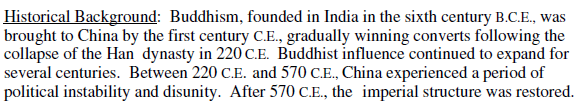 Historical Background:  Buddhism, founded in India in the sixth century B.C.E., was
brought to China by the first century C.E., gradually winning converts following the
collapse of the Han  dynasty in 220 C.E.  Buddhist influence continued to expand for
several centuries.  Between 220 C.E. and 570 C.E., China experienced a period of
political instability and disunity.  After 570 C.E., the  imperial structure was restored.